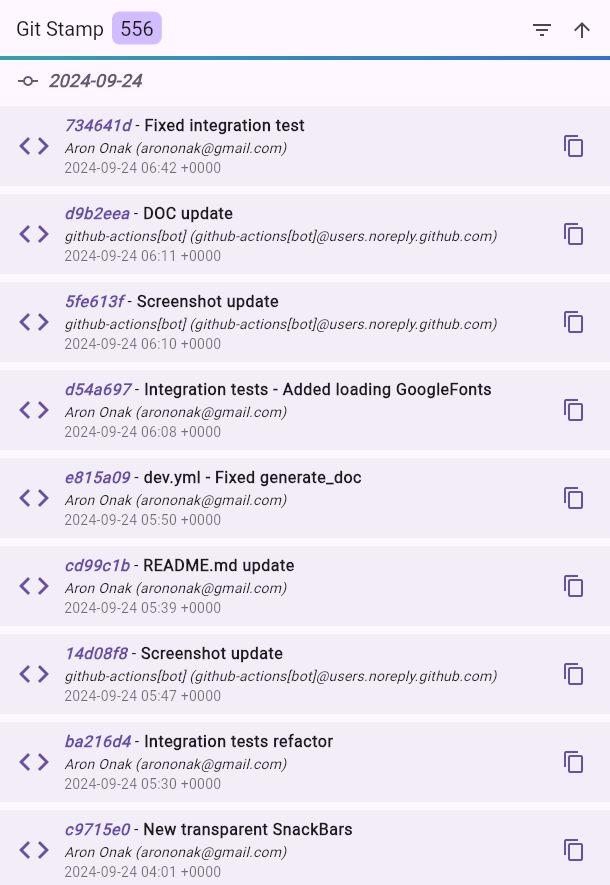 Git Stamp 556
2024-09-24
734641d - Fixed integration test
Aron Onak (arononak@gmail.com)
2024-09-24 06:42 +0000
d9b2eea - DOC update
github-actions[bot] (github-actions[bot]@users.noreply.github.com)
2024-09-24 06:11 +0000
5fe613f - Screenshot update
github-actions[bot] (github-actions[bot]@users.noreply.github.com)
2024-09-24 06:10 +0000
d54a697 - Integration tests - Added loading GoogleFonts
Aron Onak (arononak@gmail.com)
2024-09-24 06:08 +0000
e815a09 - dev.yml - Fixed generate_doc
Aron Onak (arononak@gmail.com)
2024-09-24 05:50 +0000
cd99c1b - README.md update
Aron Onak (arononak@gmail.com)
2024-09-24 05:39 +0000
14d08f8 - Screenshot update
github-actions[bot] (github-actions[bot]@users.noreply.github.com)
2024-09-24 05:47 +0000
ba216d4 - Integration tests refactor
Aron Onak (arononak@gmail.com)
2024-09-24 05:30 +0000
c9715e0 - New transparent SnackBars
Aron Onak (arononak@gmail.com)
2024-09-24 04:01 +0000